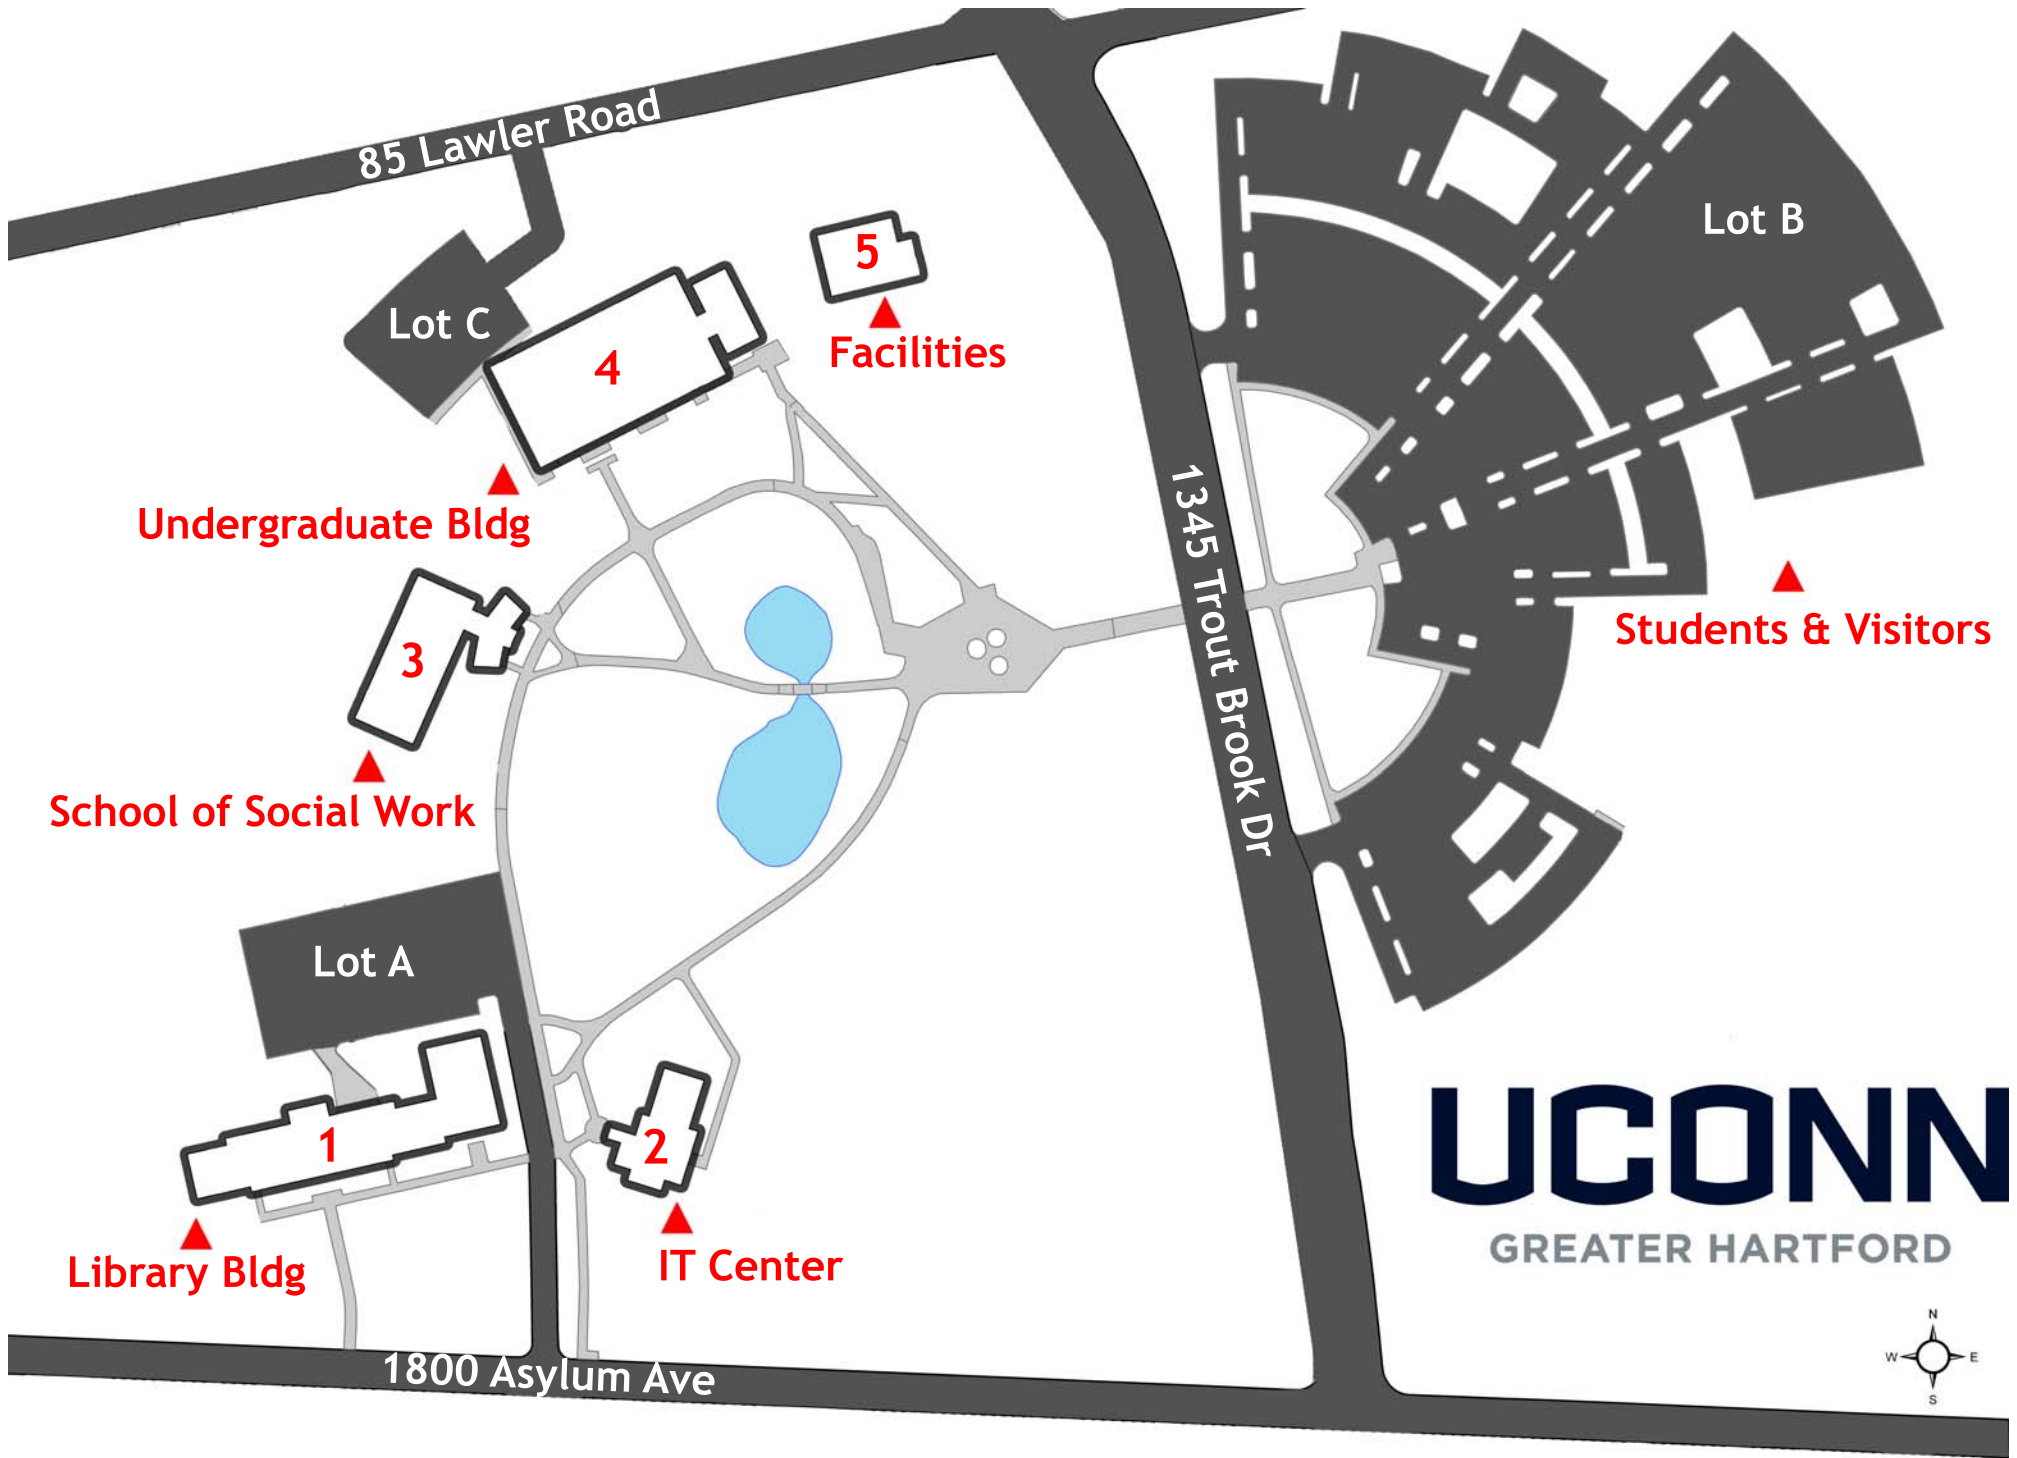 85 Lawler Road
Lot B
5
Lot C
Facilities
4
1345 Trout Brook Dr
Undergraduate Bldg
Students & Visitors
3
School of Social Work
Lot A
1
2
Library Bldg
IT Center
UCONN
GREATER HARTFORD
N
W
E
S
1800 Asylum Ave